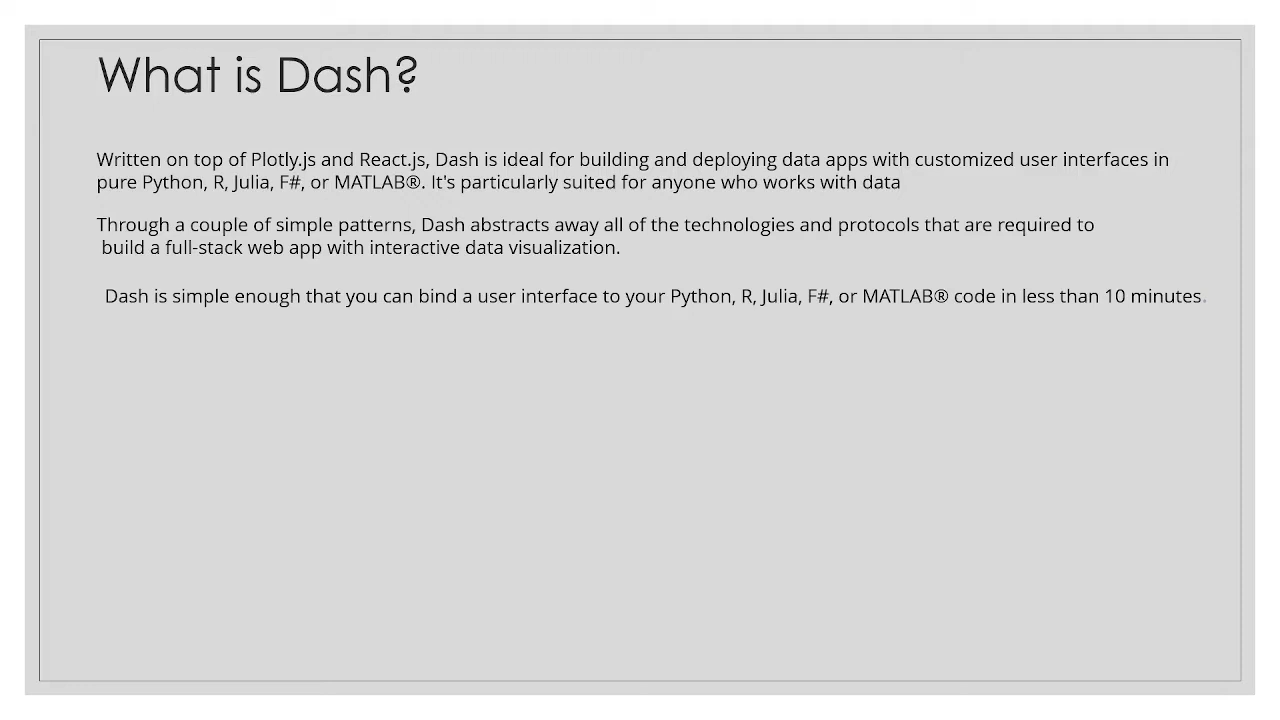 What is Dash?
Written on top of Plotly.js and React.js, Dash is ideal for building and deploying data apps with customized user interfaces in
pure Python, R, Julia, F#, or MATLAB®. It's particularly suited for anyone who works with data
Through a couple of simple patterns, Dash abstracts away all of the technologies and protocols that are required to
build a full-stack web app with interactive data visualization.
Dash is simple enough that you can bind a user interface to your Python, R, Julia, F#, or MATLAB® code in less than 10 minutes.